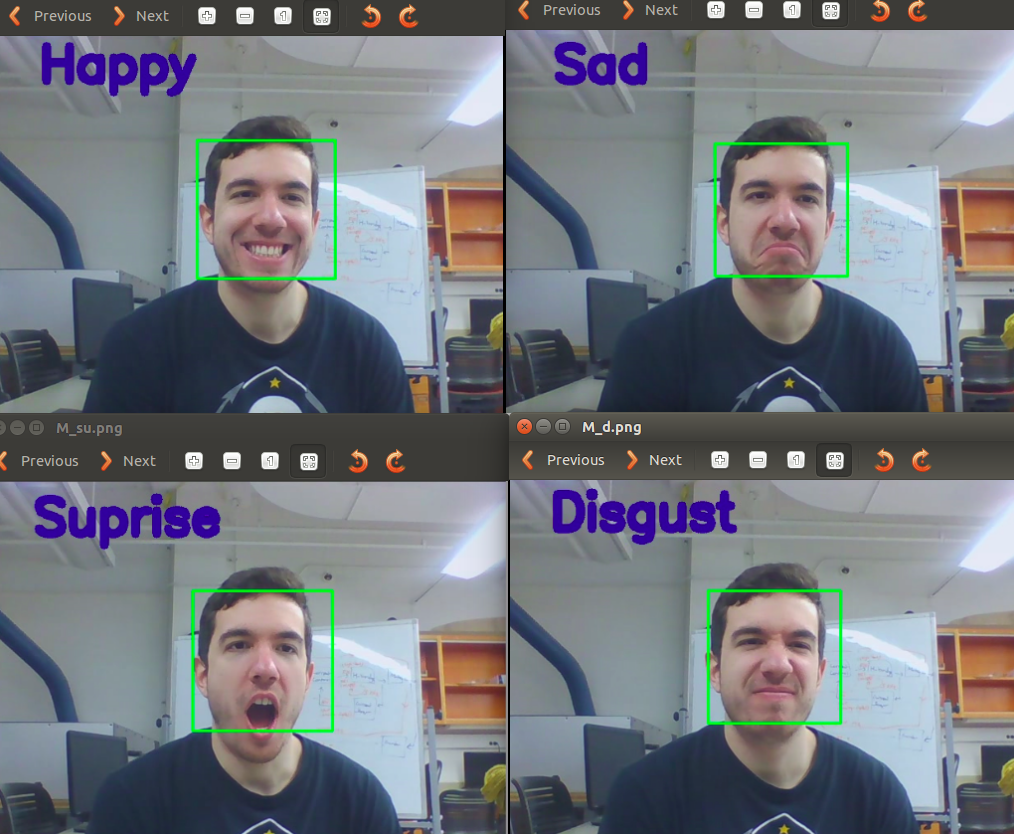 Previous Next
Happy
Previous Next
Sad
M_su.png
Previous Next
Suprise
M_d.png
Previous Next
Disgust